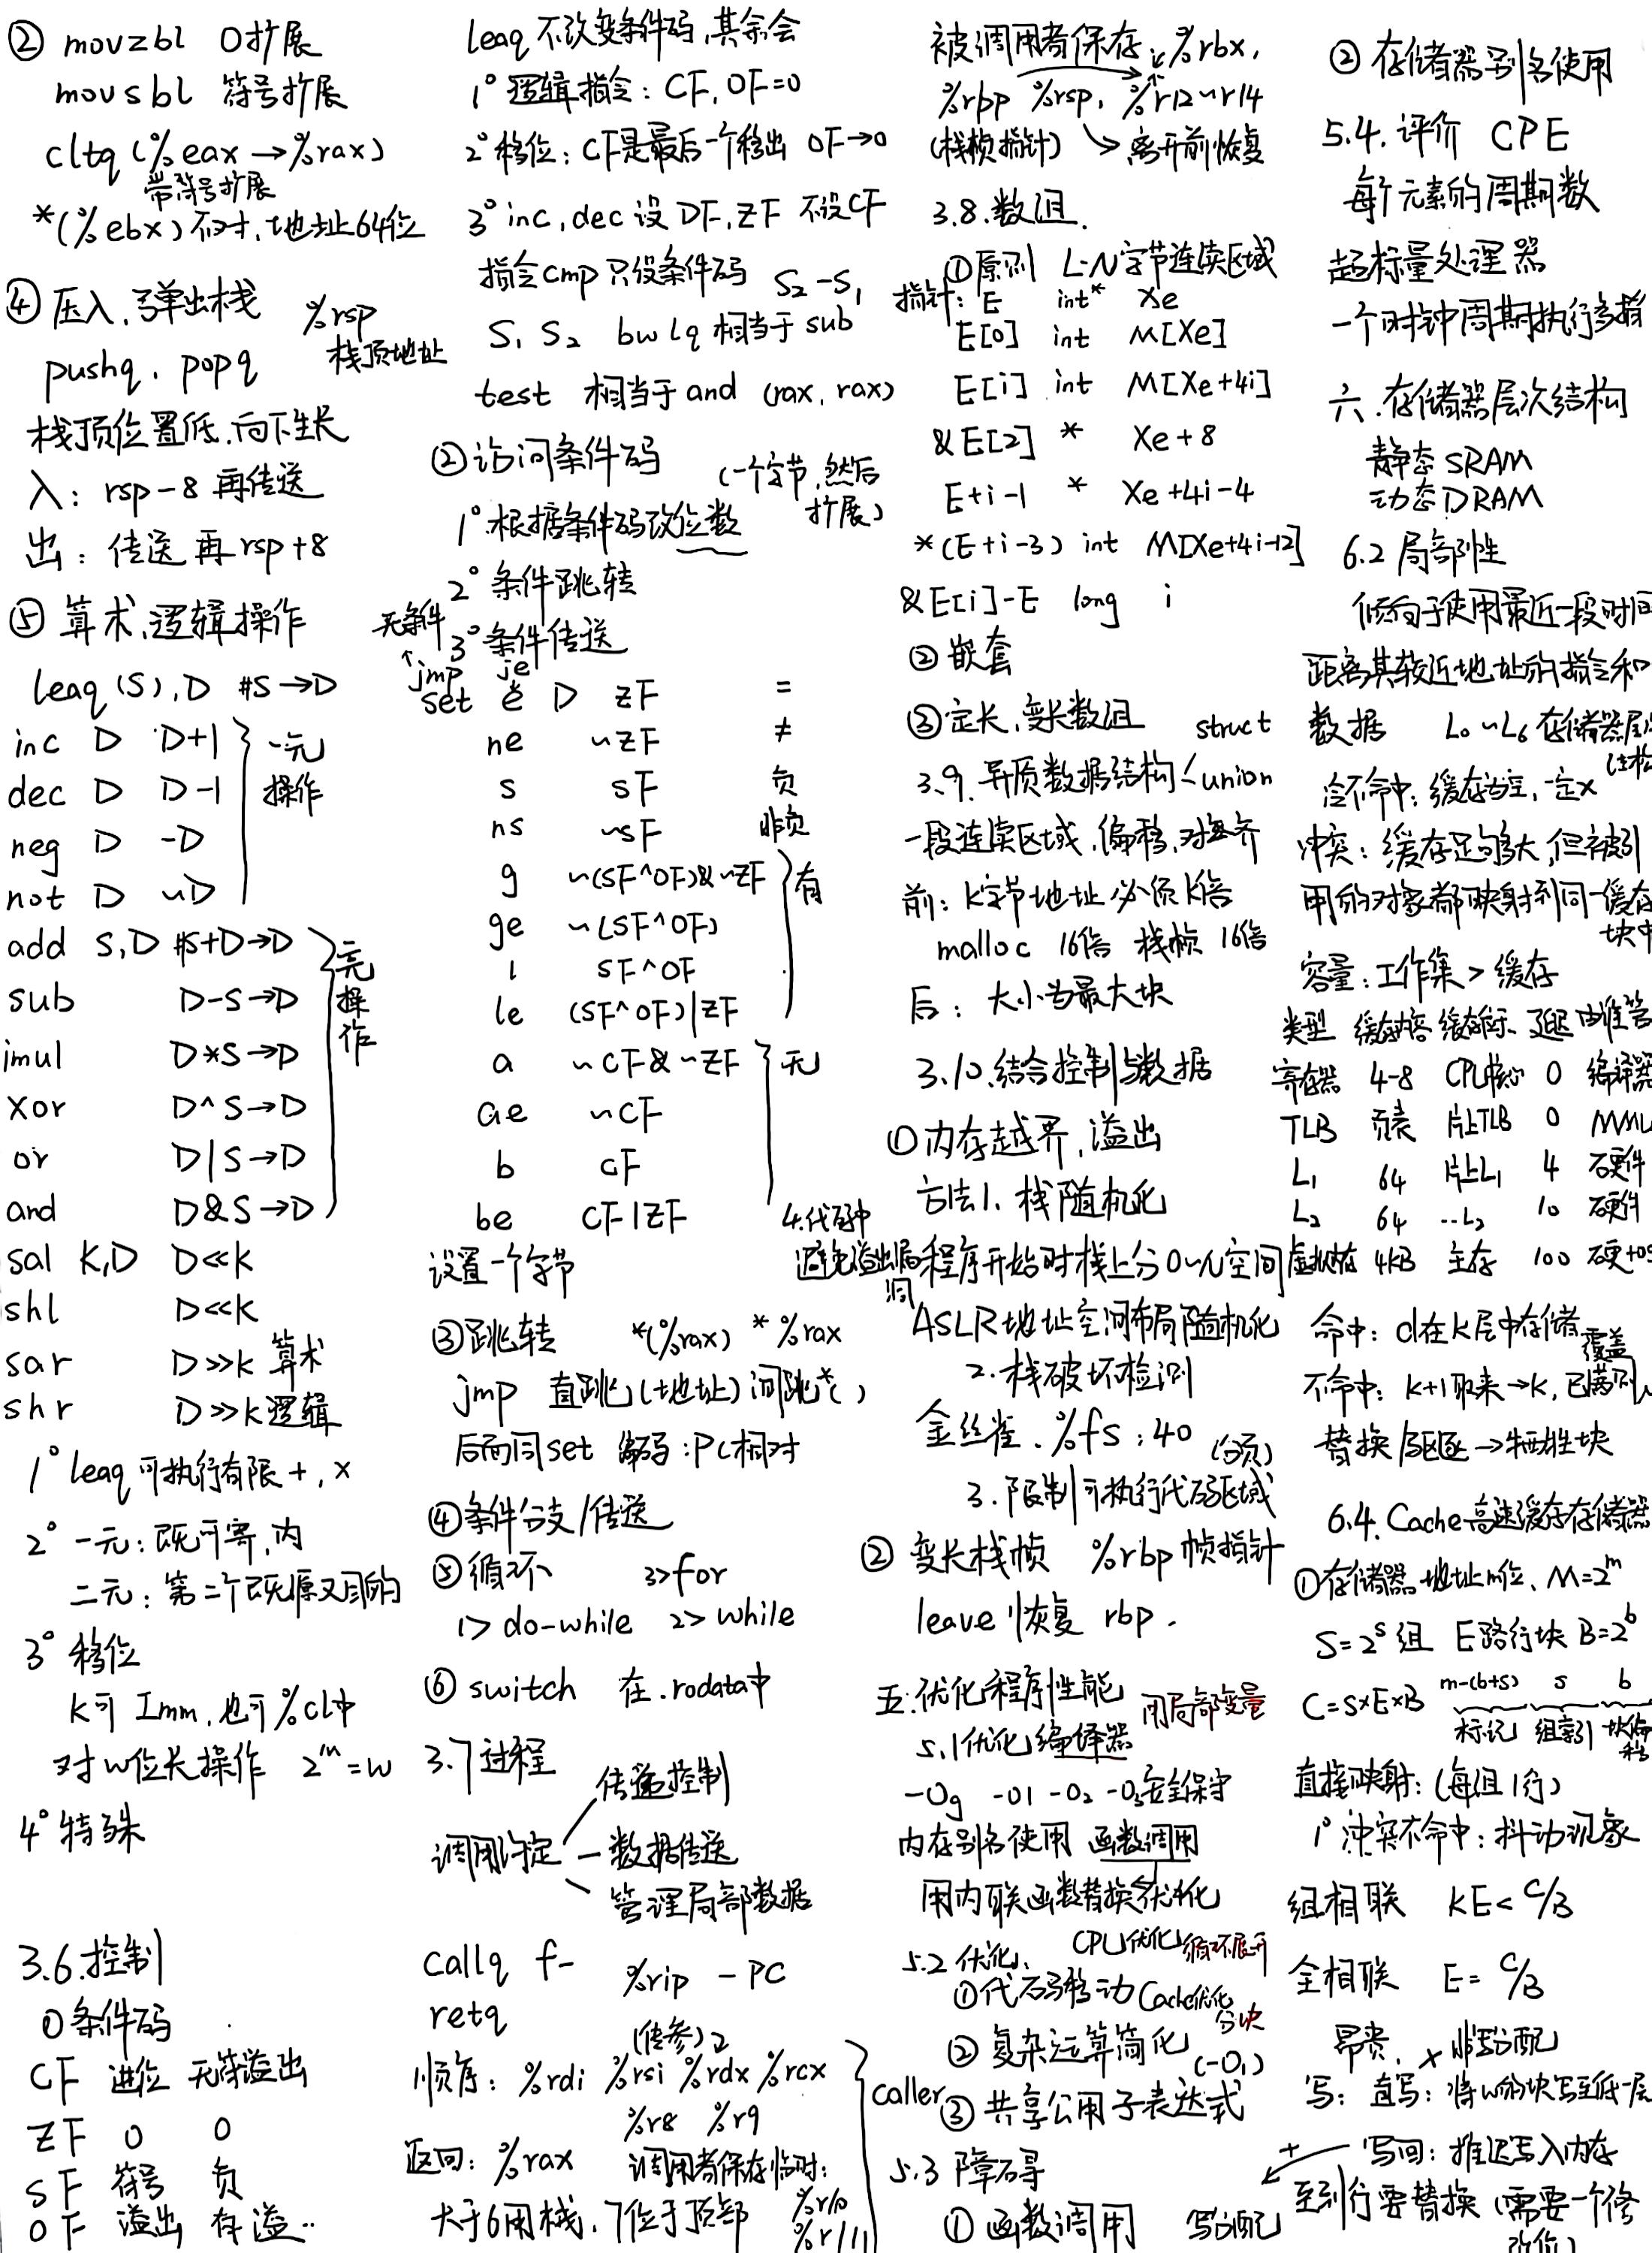 ② movzbl 0扩展
movsbl 符号扩展
cltq (%eax→%rax)
带符号扩展
*(%ebx)不对,地址64位
④ 压入,弹出栈 %rsp
栈顶地址
pushq, popq
栈顶位置低,向下生长
入: rsp-8 再传送
出: 传送再rsp+8
⑤ 算术,逻辑操作
leaq (S), D #S→D
inc D D+1 一元
dec D D-1 操作
neg D -D
not D ~D
add S,D #S+D→D 二元
sub D-S→D 操
imul D*S→D 作
xor D^S→D
or D|S→D
and D&S→D
sal K,D D<<K
shl D<<K
sar D>>K 算术
shr D>>K 逻辑
1° leaq可执行有限+,×
2° 一元:既可寄,内
二元:第二个既源又目的
3° 移位
K可 Imm,也可%cl中
对w位长操作 2^m=w
4° 特殊
3.6.控制
①条件码
CF 进位 无符溢出
ZF 0 0
SF 符号 负
OF 溢出 有溢..
leaq 不改变条件码,其余会
1° 逻辑指令: CF, OF=0
2° 移位: CF是最后一个移出 OF→0
3° inc, dec 设 OF, ZF 不设CF
指令cmp只设条件码 S₂-S₁
S₁ S₂ bwlq 相当于sub
test 相当于and (rax, rax)
②访问条件码 (一个字节,然后
扩展)
1°.根据条件码改位数
2° 条件跳转
3° 条件传送
无条件
↑jmp je
set e D ZF =
ne ~ZF ≠
s SF 负
ns ~SF 非负
g ~(SF^OF)&~ZF 有
ge ~(SF^OF)
l SF^OF
le (SF^OF)|ZF
a ~CF&~ZF 无
ae ~CF
b CF
be CF|ZF
设置一个字节
③跳转 *(%rax) *%rax
jmp 直跳(+地址) 间跳*( )
后面同set 编码:PC相对
④条件分支/传送
⑤循环 3>for
1> do-while 2> while
⑥ switch 在.rodata中
3.7 过程
传递控制
调用约定 — 数据传送
管理局部数据
callq f- %rip - PC
retq
(传参)2
顺序: %rdi %rsi %rdx %rcx
%r8 %r9
返回: %rax 调用者保存临时:
大于6用栈,7位于顶部 %r10
%r11
caller
被调用者保存 %rbx,
%rbp %rsp, %r12~r14
(栈帧指针) → 离开前恢复
3.8.数组.
①原则 L·N字节连续区域
指针: E int* Xe
E[0] int M[Xe]
E[i] int M[Xe+4i]
&E[2] * Xe+8
E+i-1 * Xe+4i-4
*(E+i-3) int M[Xe+4i-12]
&E[i]-E long i
② 嵌套
③定长,变长数组 struct
3.9.异质数据结构 union
一段连续区域,偏移,对齐
前: K字节地址必须K倍
malloc 16倍 栈帧 16倍
后: 大小为最大块
3.10.结合控制与数据
①内存越界,溢出
方法1.栈随机化
4.代码中
避免溢出漏
洞
程序开始时栈上分0~N空间
ASLR地址空间布局随机化
2.栈破坏检测
金丝雀.%fs:40 (分页)
3.限制可执行代码区域
② 变长栈帧 %rbp 帧指针
leave 恢复 rbp.
五.优化程序性能 用局部变量
5.1优化编译器
-Og -O1 -O2 -O3安全保守
内存别名使用 函数调用
用内联函数替换优化
5.2 优化. CPU优化 循环展开
①代码移动 Cache优化
分块
② 复杂运算简化 (-O₁)
③ 共享公用子表达式
5.3 障碍
① 函数调用 写分配
② 存储器别名使用
5.4.评价 CPE
每个元素的周期数
超标量处理器
一个时钟周期执行多指
六.存储器层次结构
静态 SRAM
动态DRAM
6.2 局部性
倾向于使用最近一段时间
距离其较近地址的指令和
数据 L₀~L₆ 存储器层
冷不命中:缓存为空,一定×
冲突: 缓存足够大,但被引
用的对象都映射到同一缓存
块中
容量:工作集>缓存
类型 缓存内容 缓存何处 延迟 由谁管
寄存器 4-8 CPU核心 0 编译器
TLB 页表 片上TLB 0 MMU
L₁ 64 片上L₁ 4 硬件
L₂ 64 ..L₂ 10 硬件
虚拟内存 4KB 主存 100 硬+OS
命中: d在K层中存储
覆盖
不命中: K+1取来→K,已满则
替换/驱逐→牺牲块
6.4.Cache高速缓存存储器
①存储器地址m位,M=2^m
S=2^s组 E路行块 B=2^b
m-(b+s) s b
C=S×E×B 标记 组索引 块偏
移
直接映射:(每组1行)
1° 冲突不命中:抖动现象
组相联 KE<C/B
全相联 E=C/B
昂贵. × 非写分配
写: 直写: 将w的块写至低一层
+ 写回: 推迟写入内存
至到行要替换(需要一个修
改位)